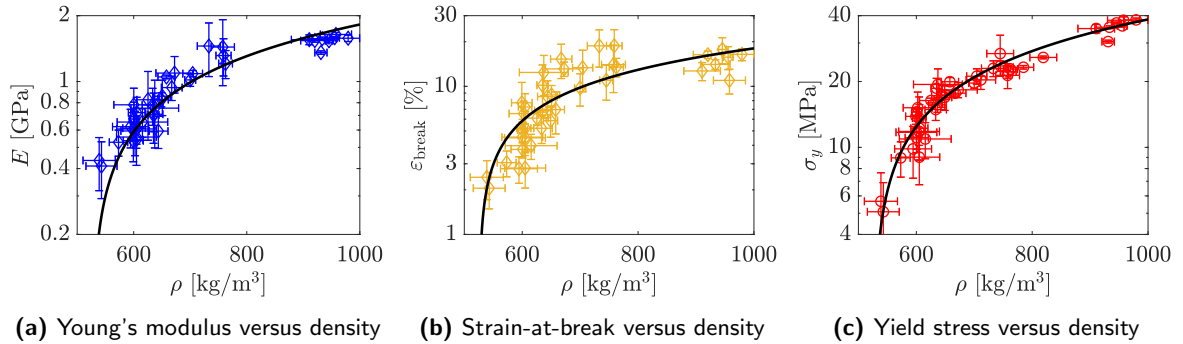 2
1
0.8
0.6
0.4
0.2
E [GPa]
600 800 1000
ρ [kg/m³]
(a) Young's modulus versus density
30
10
3
1
ε_break [%]
600 800 1000
ρ [kg/m³]
(b) Strain-at-break versus density
40
20
10
8
6
4
σ_y [MPa]
600 800 1000
ρ [kg/m³]
(c) Yield stress versus density